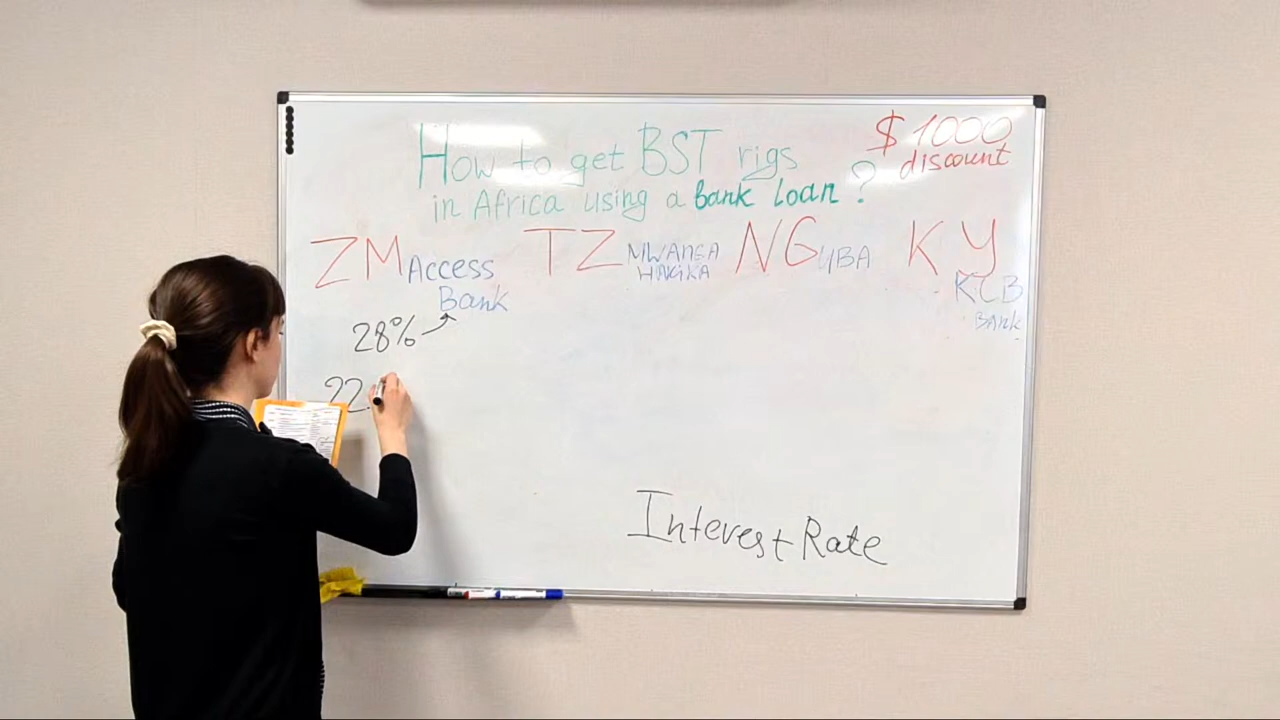 $ 1000
discount
How to get BST rigs
in Africa using a bank loan?
ZM Access
Bank
TZ MWANGA
HAKIKA
NG UBA
KY
KCB
BANK
28%
22
Interest Rate